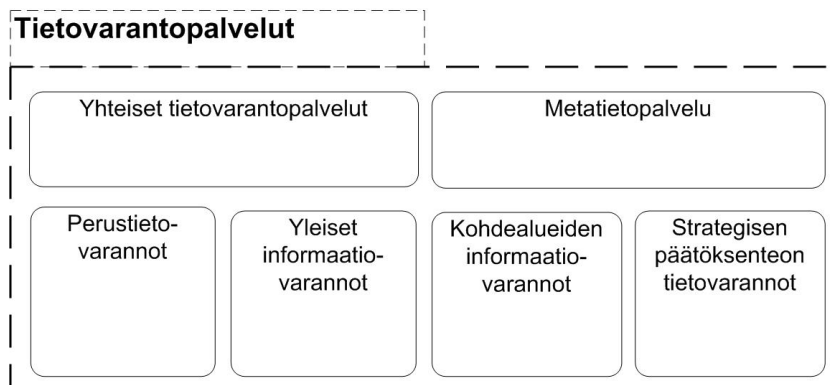 Tietovarantopalvelut
Yhteiset tietovarantopalvelut
Metatietopalvelu
Perustieto-
varannot
Yleiset
informaatio-
varannot
Kohdealueiden
informaatio-
varannot
Strategisen
päätöksenteon
tietovarannot